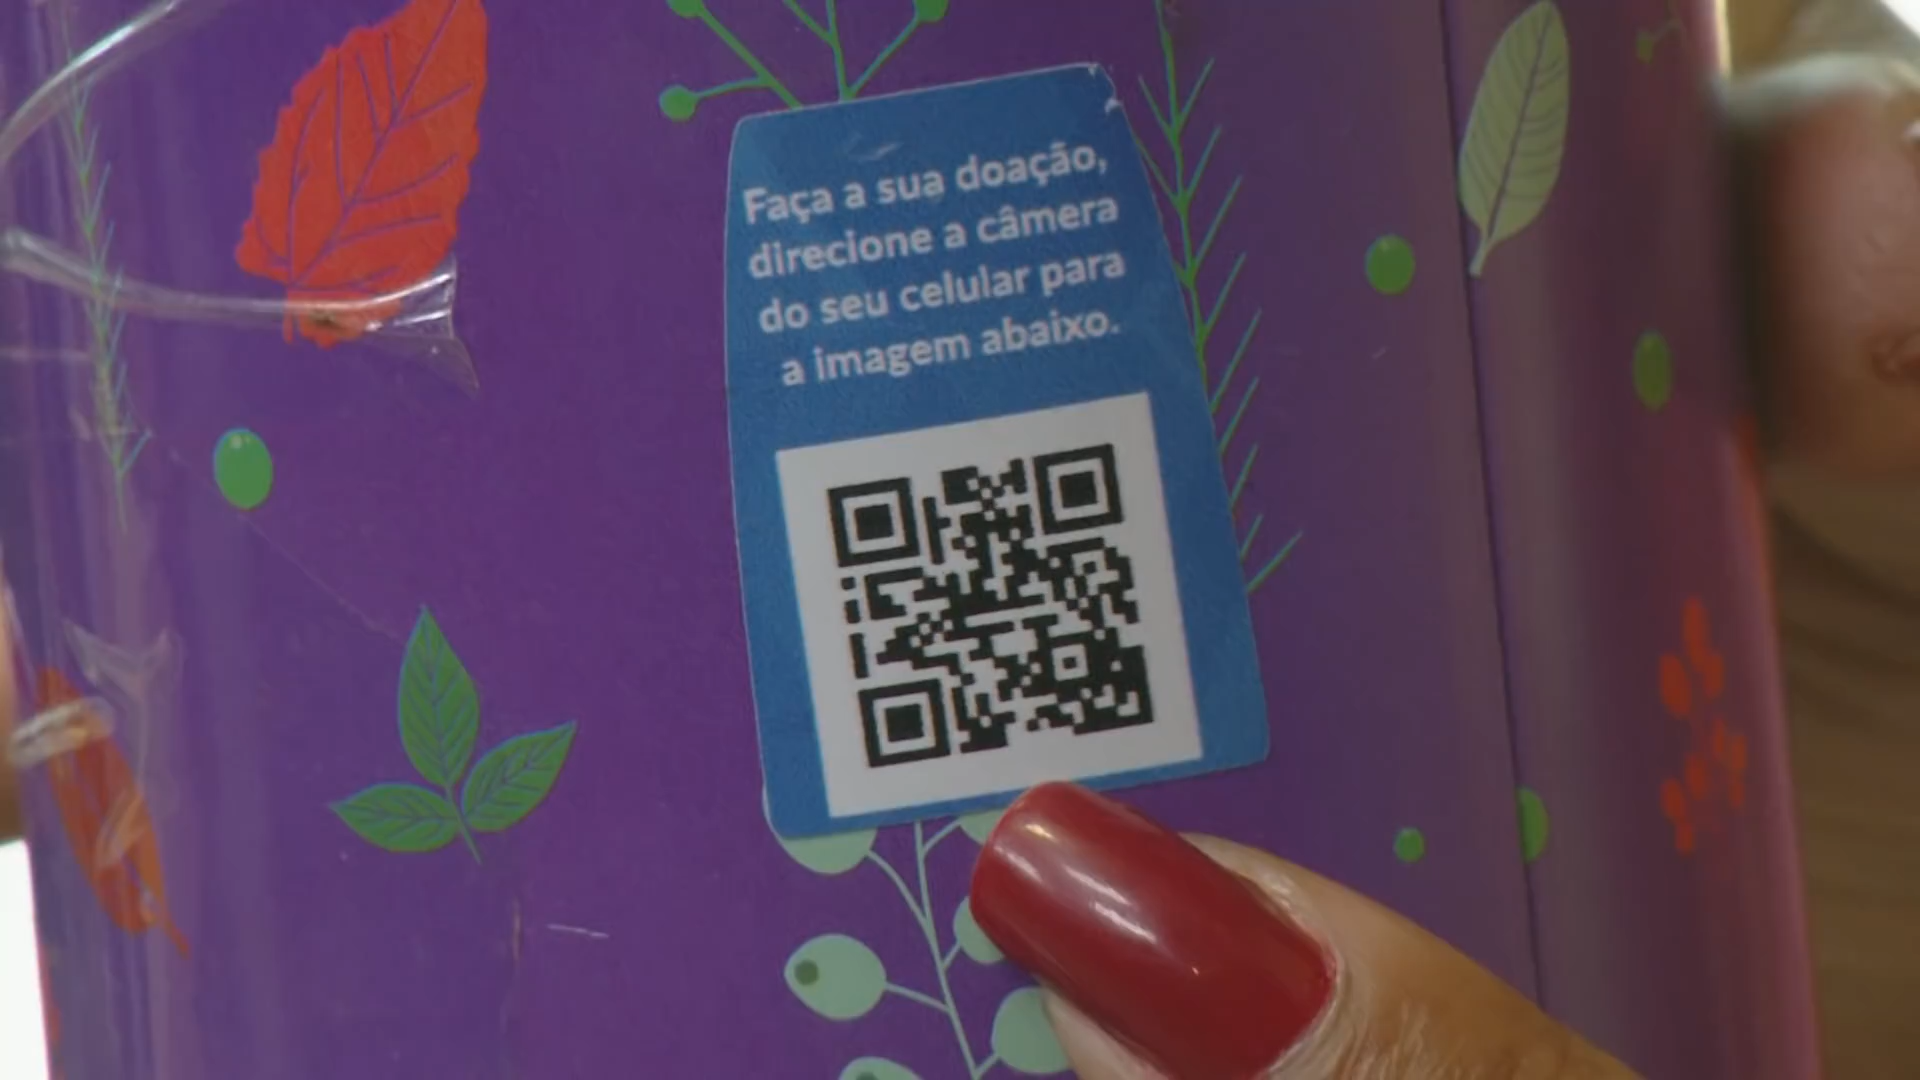 Faça a sua doação,
direcione a câmera
do seu celular para
a imagem abaixo.